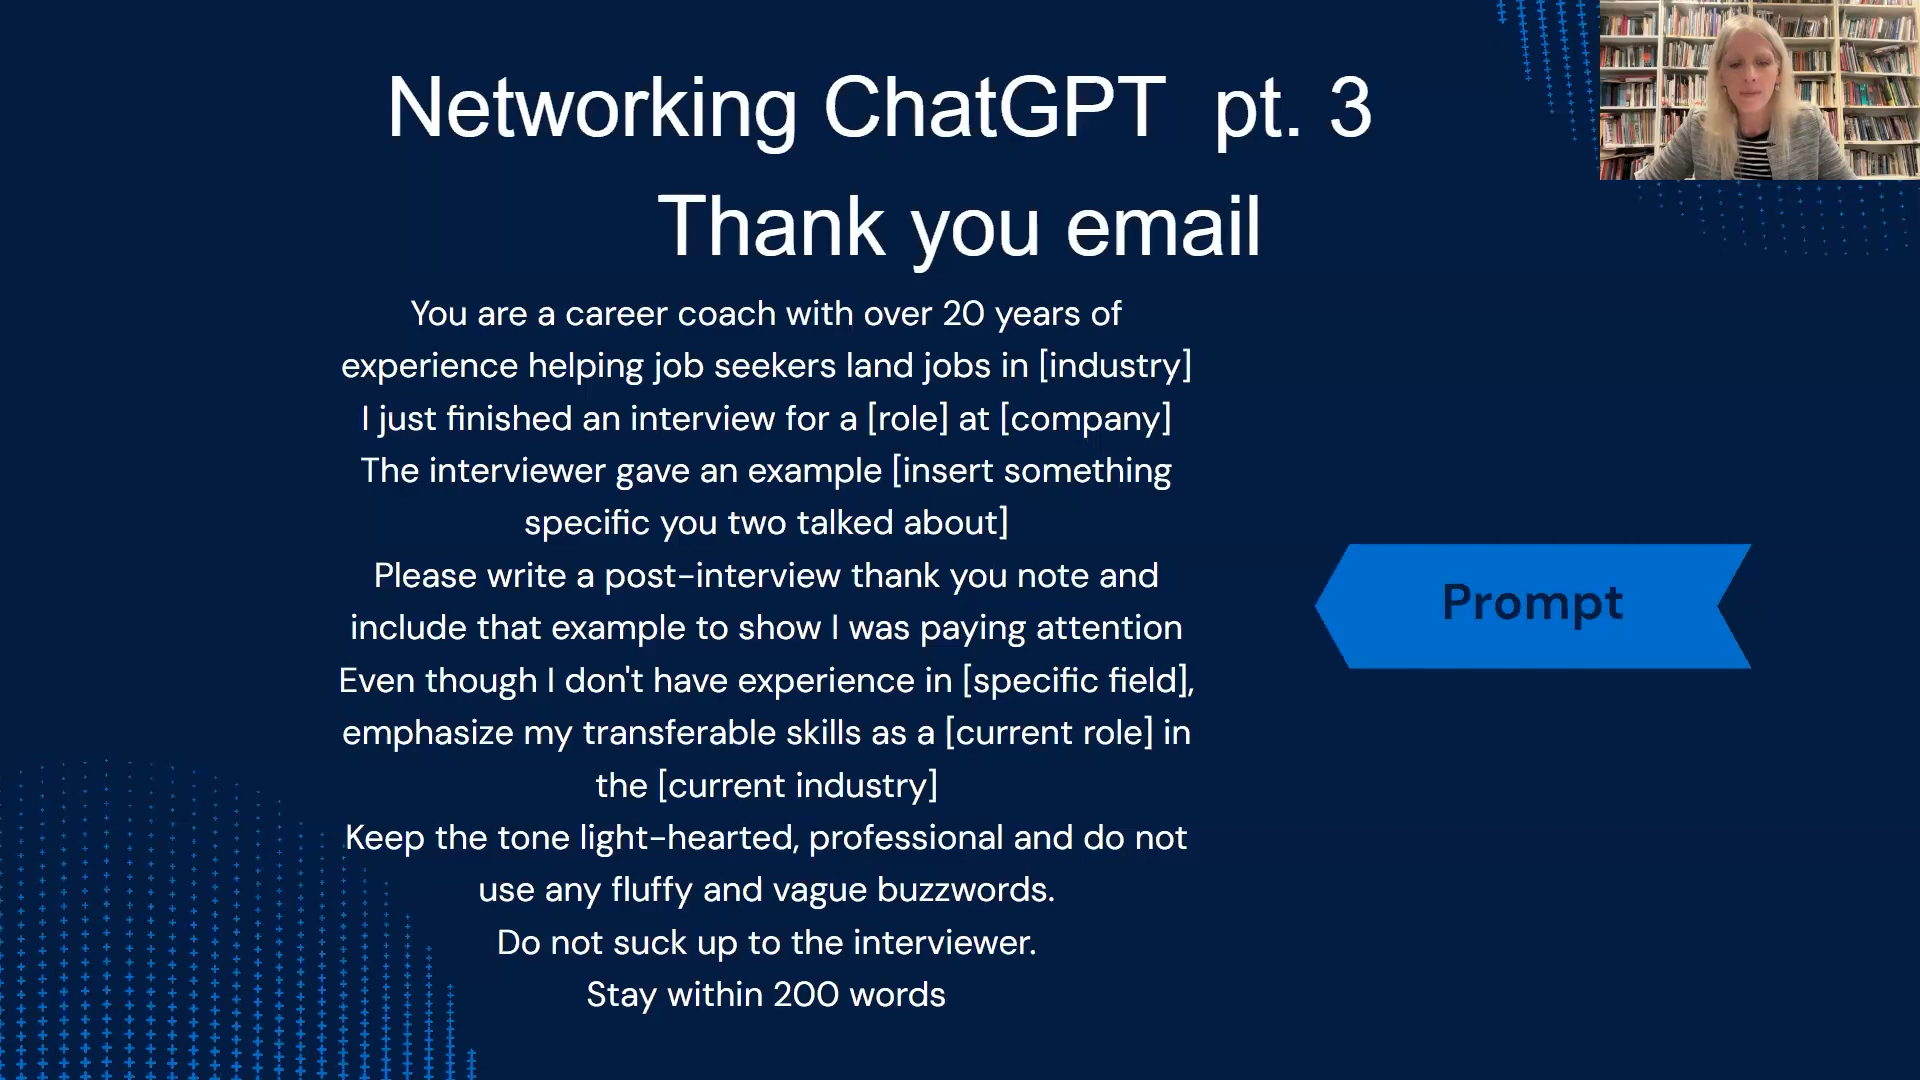 Networking ChatGPT pt. 3
Thank you email
You are a career coach with over 20 years of
experience helping job seekers land jobs in [industry]
I just finished an interview for a [role] at [company]
The interviewer gave an example [insert something
specific you two talked about]
Please write a post-interview thank you note and
include that example to show I was paying attention
Even though I don't have experience in [specific field],
emphasize my transferable skills as a [current role] in
the [current industry]
Keep the tone light-hearted, professional and do not
use any fluffy and vague buzzwords.
Do not suck up to the interviewer.
Stay within 200 words
Prompt